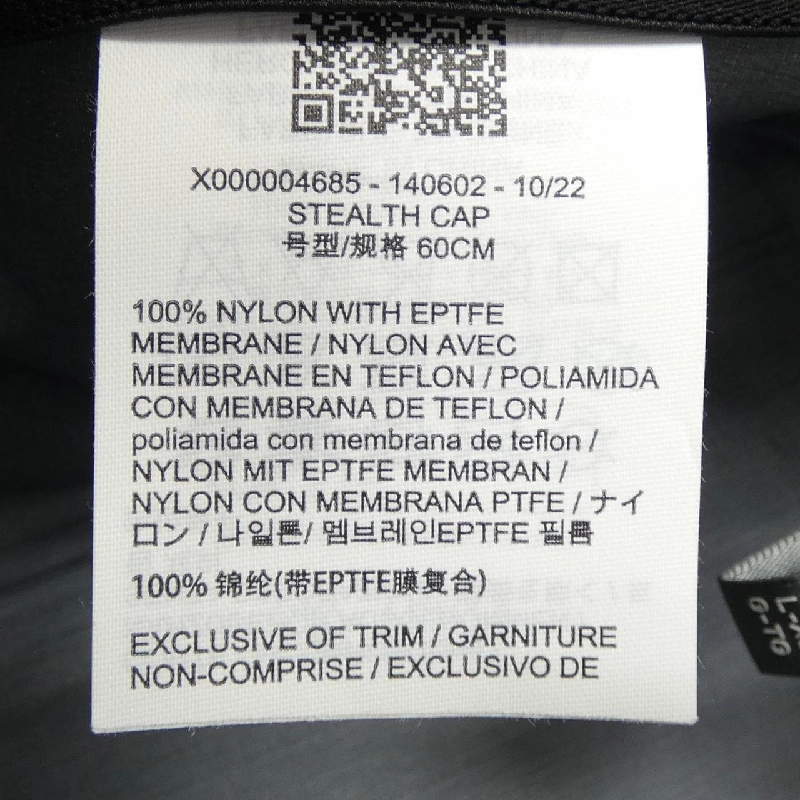 X000004685 - 140602 - 10/22
STEALTH CAP
号型/规格 60CM
100% NYLON WITH EPTFE
MEMBRANE / NYLON AVEC
MEMBRANE EN TEFLON / POLIAMIDA
CON MEMBRANA DE TEFLON /
poliamida con membrana de teflon /
NYLON MIT EPTFE MEMBRAN /
NYLON CON MEMBRANA PTFE / ナイ
ロン / 나일론/ 멤브레인EPTFE 필름
100% 锦纶(带EPTFE膜复合)
EXCLUSIVE OF TRIM / GARNITURE
NON-COMPRISE / EXCLUSIVO DE
G-TG